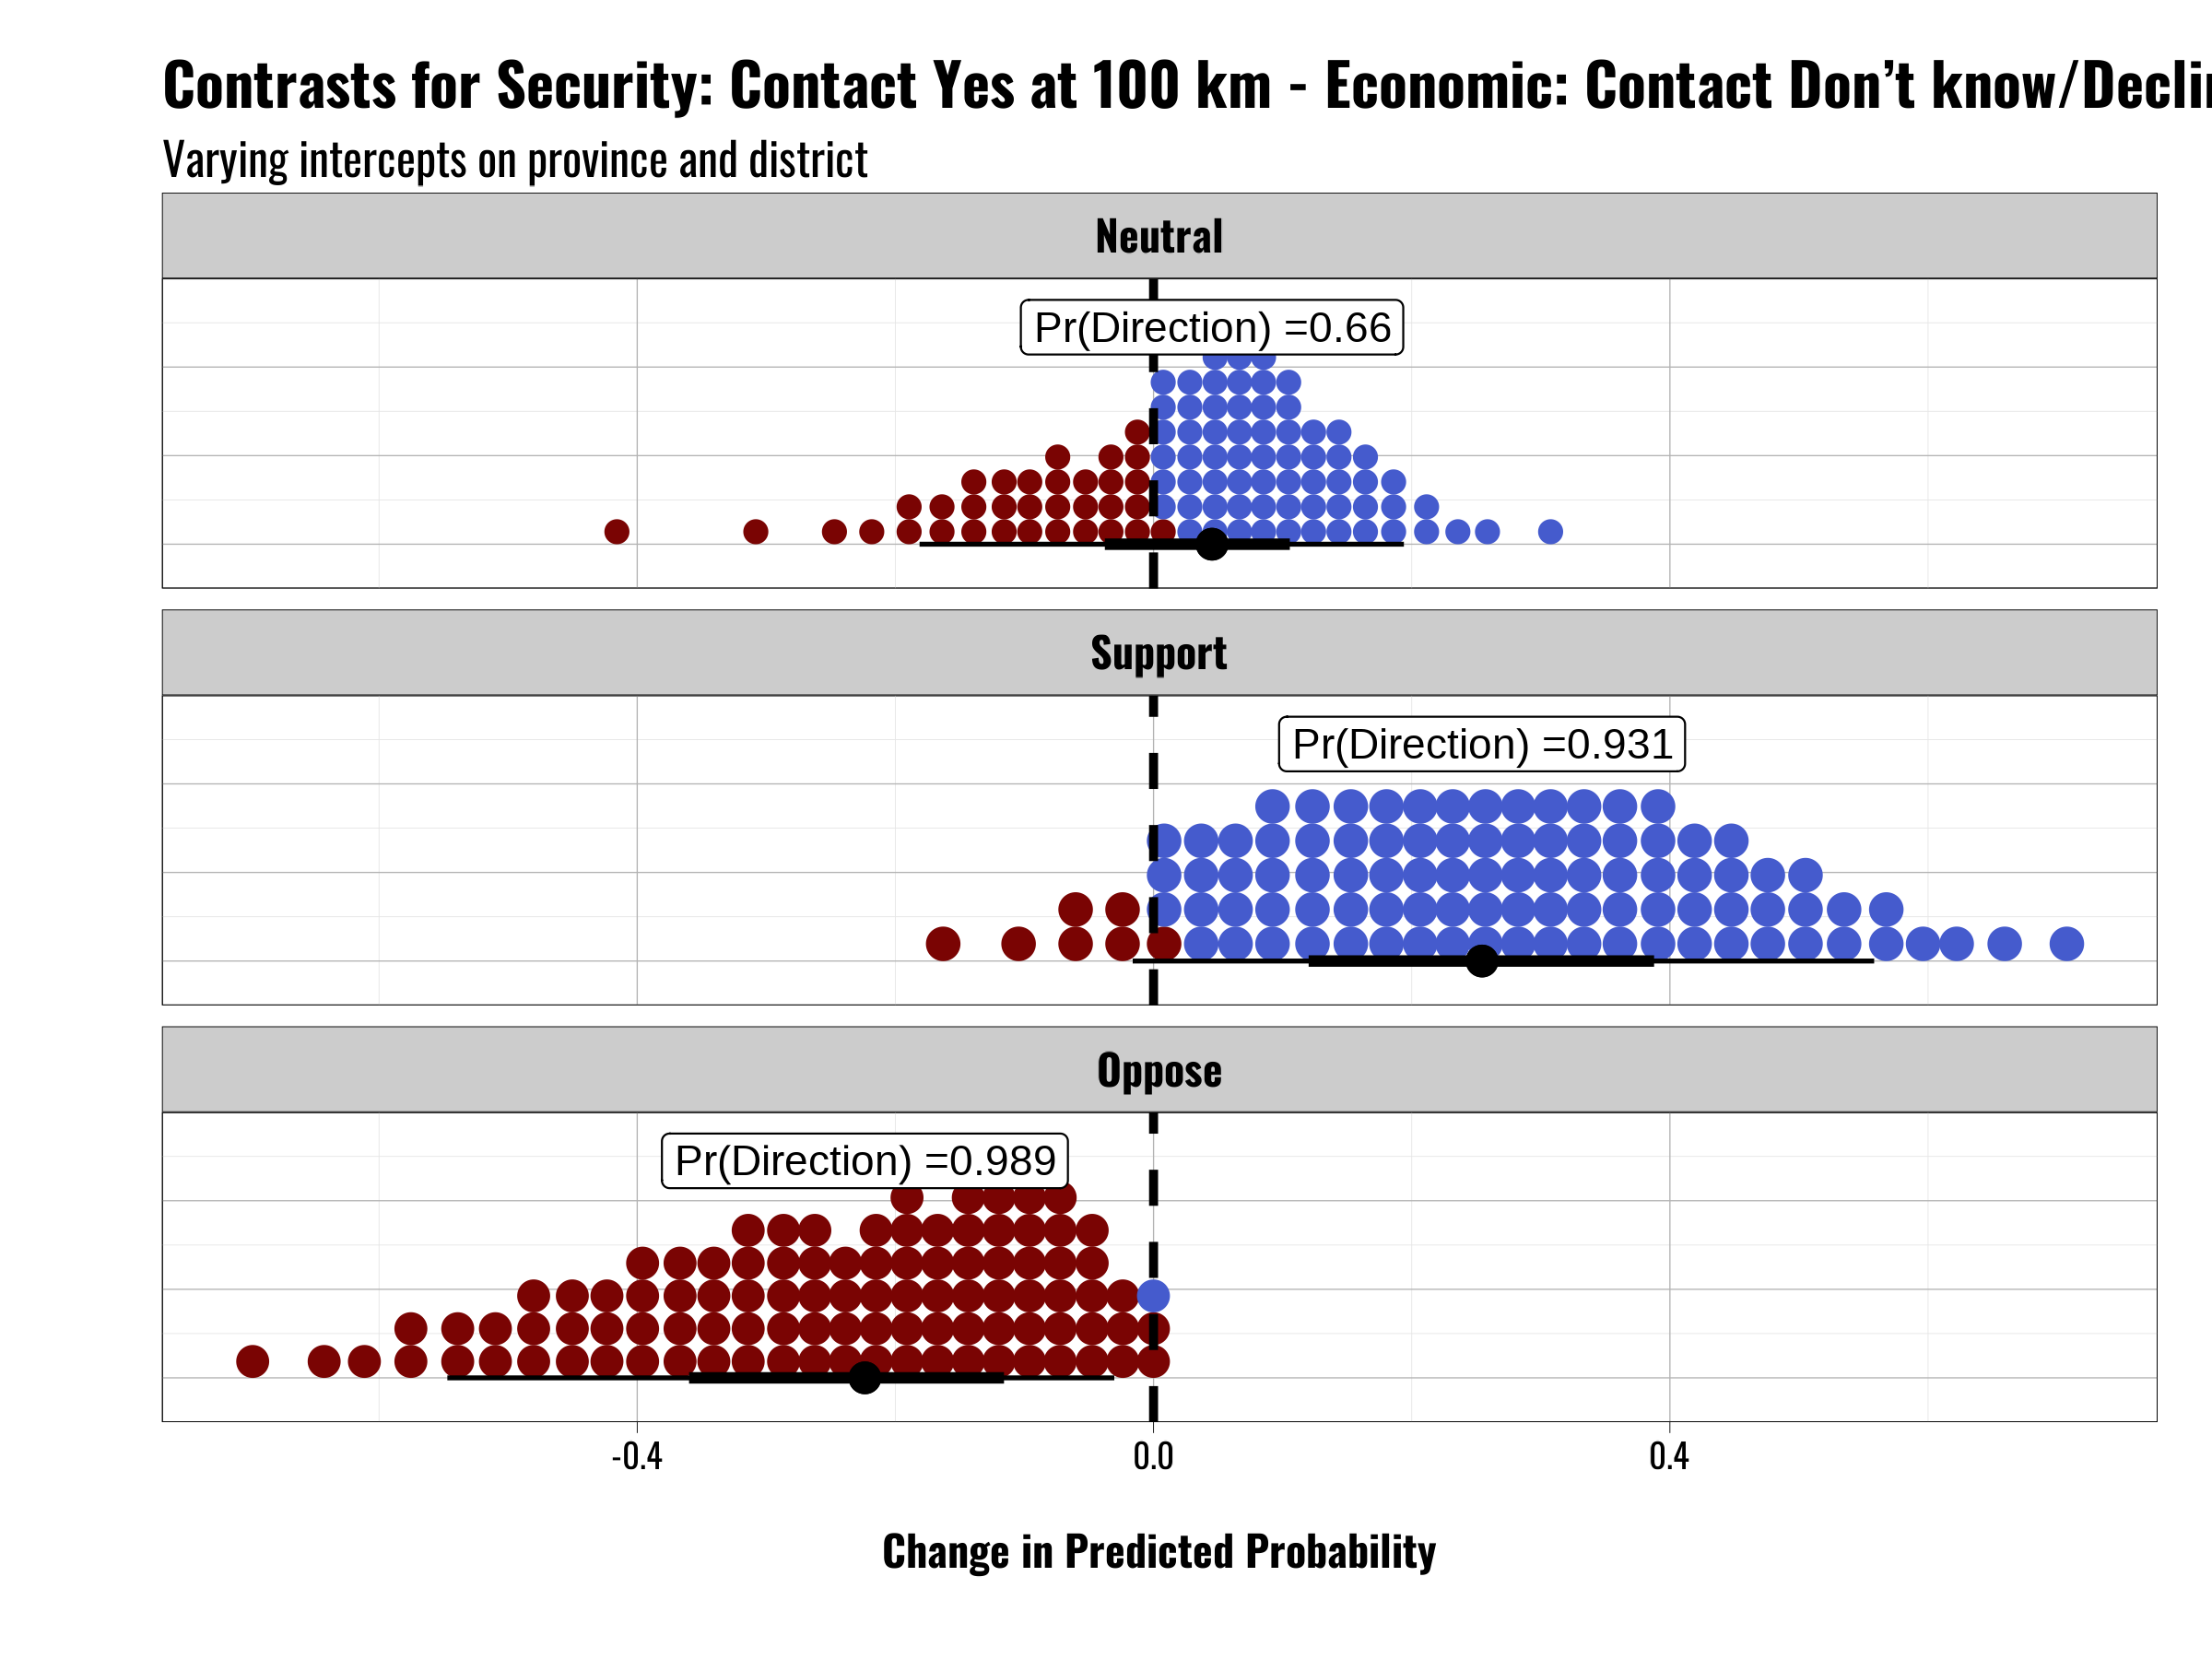 Contrasts for Security: Contact Yes at 100 km - Economic: Contact Don’t know/Declin
Varying intercepts on province and district
Neutral
Pr(Direction) =0.66
Support
Pr(Direction) =0.931
Oppose
Pr(Direction) =0.989
-0.4 0.0 0.4
Change in Predicted Probability